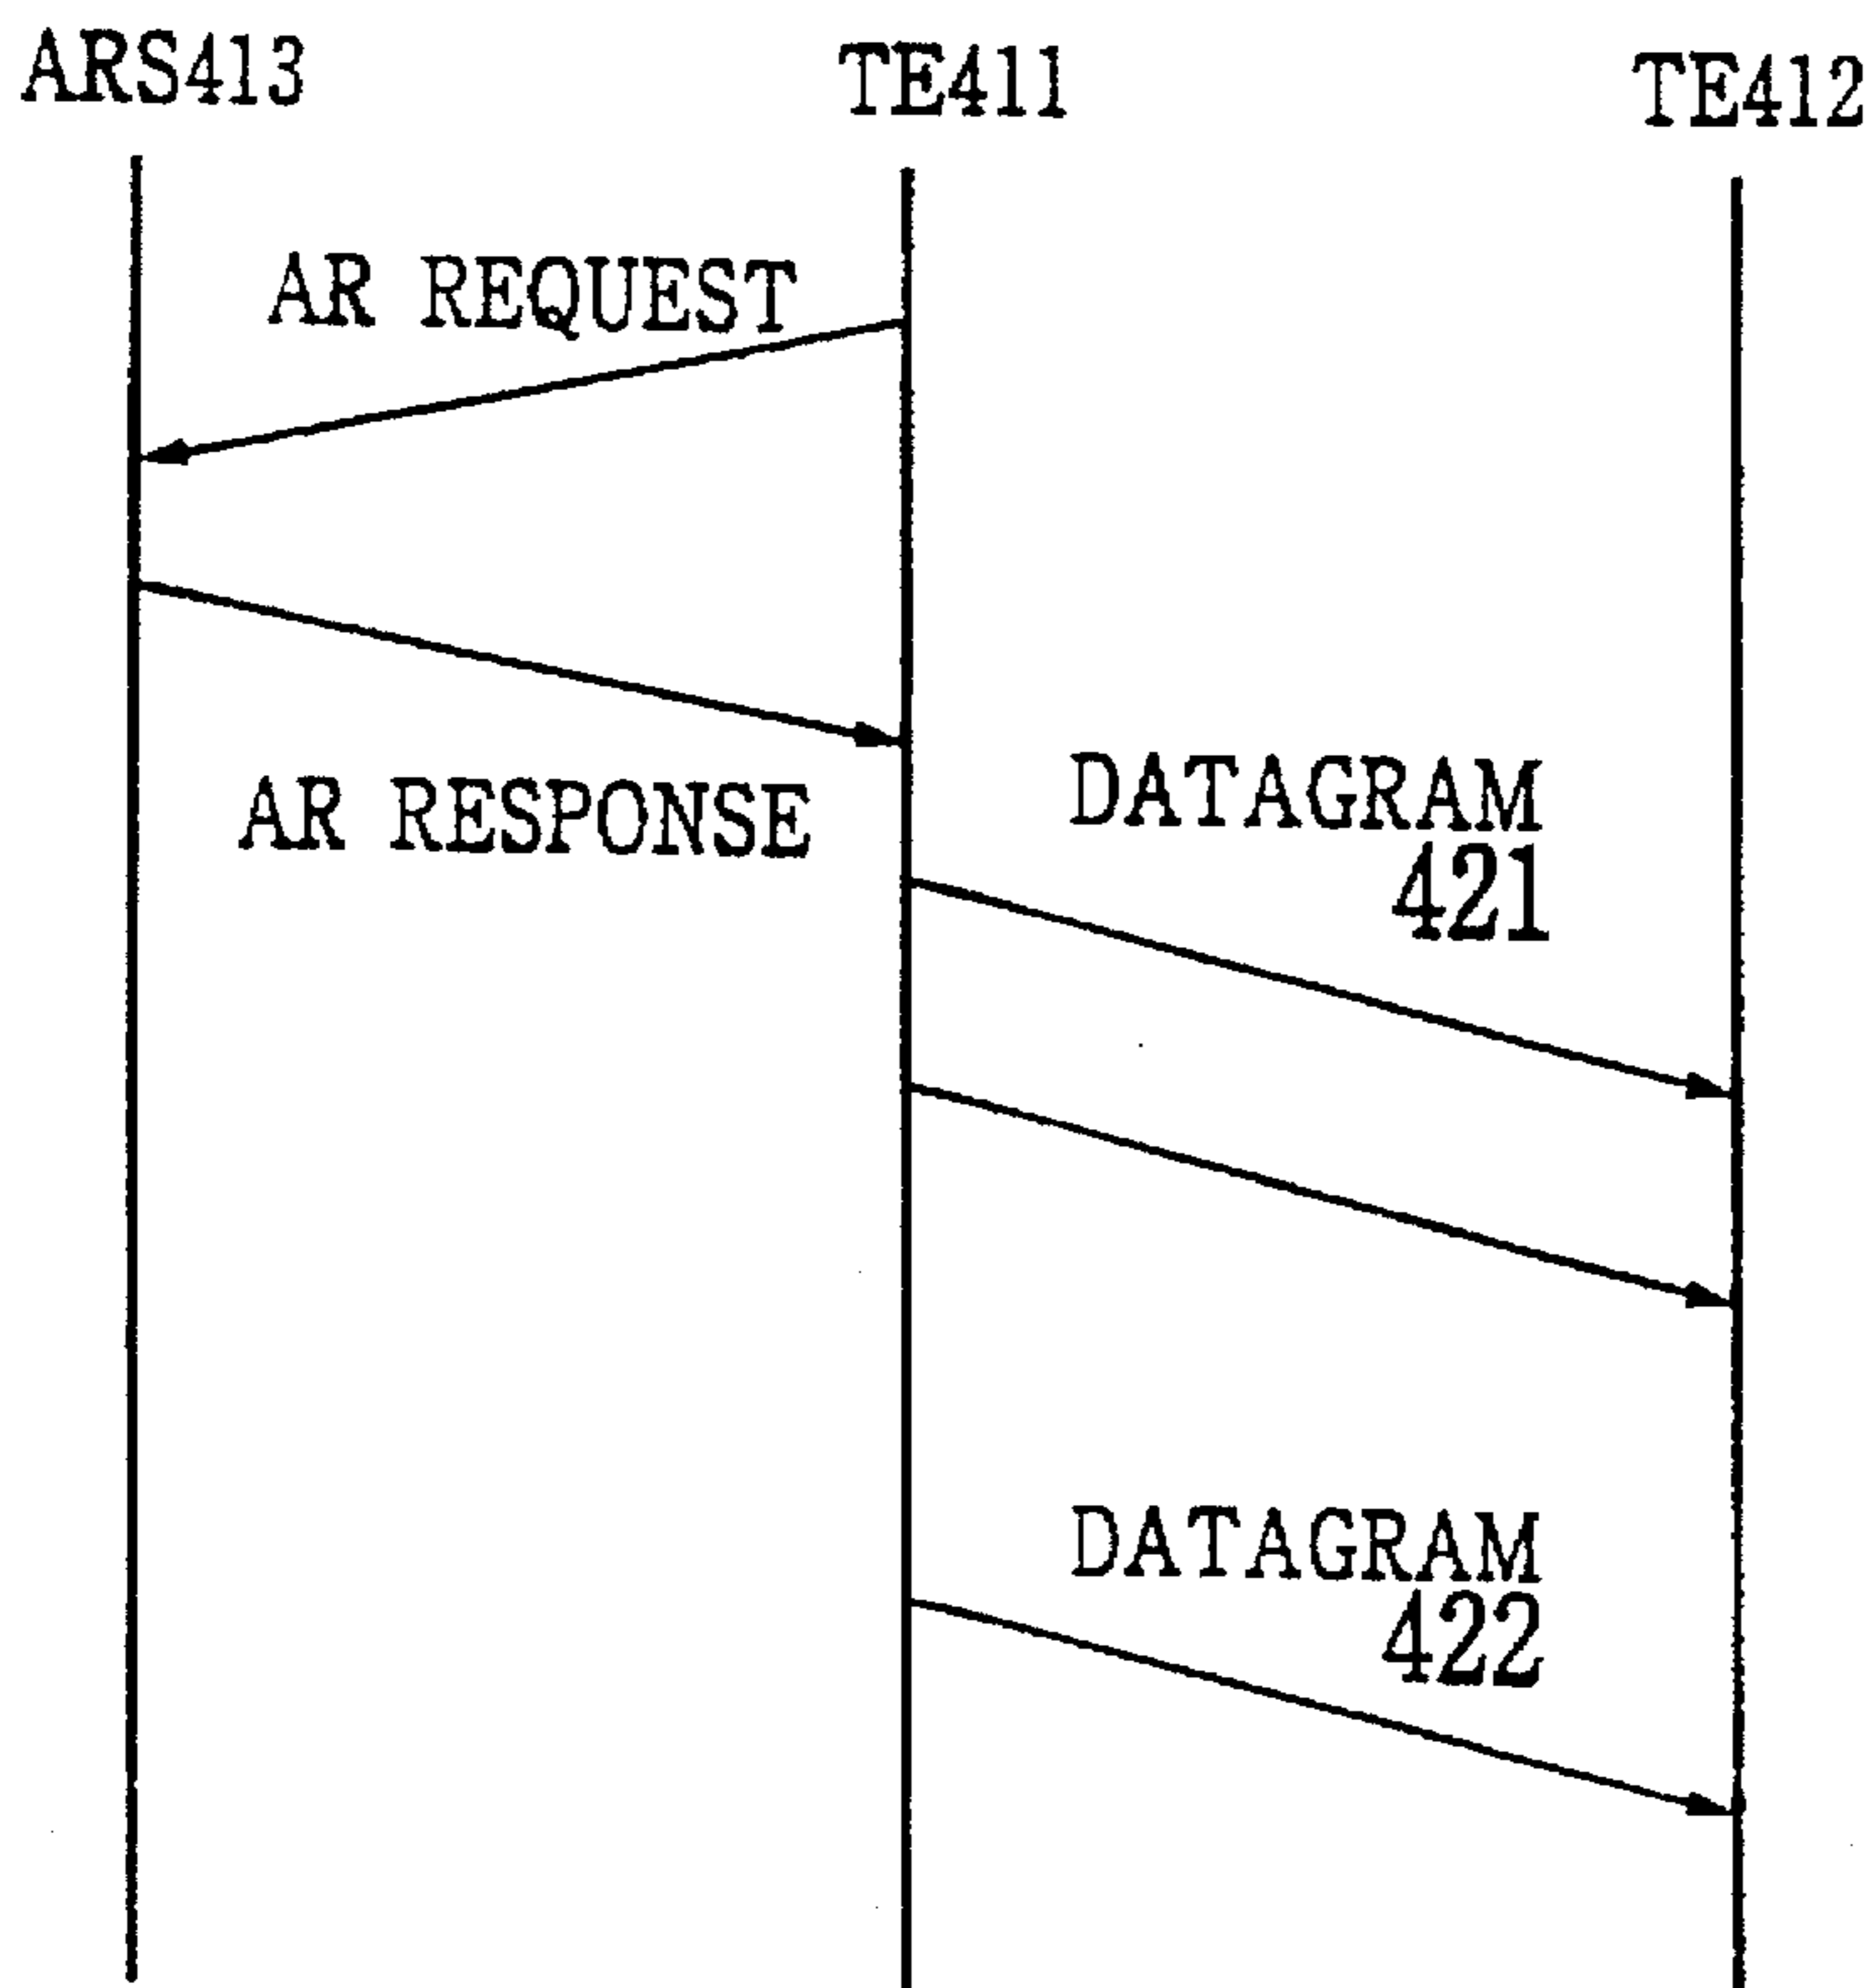 ARS413 TE411 TE412
AR REQUEST
AR RESPONSE
DATAGRAM
421
DATAGRAM
422